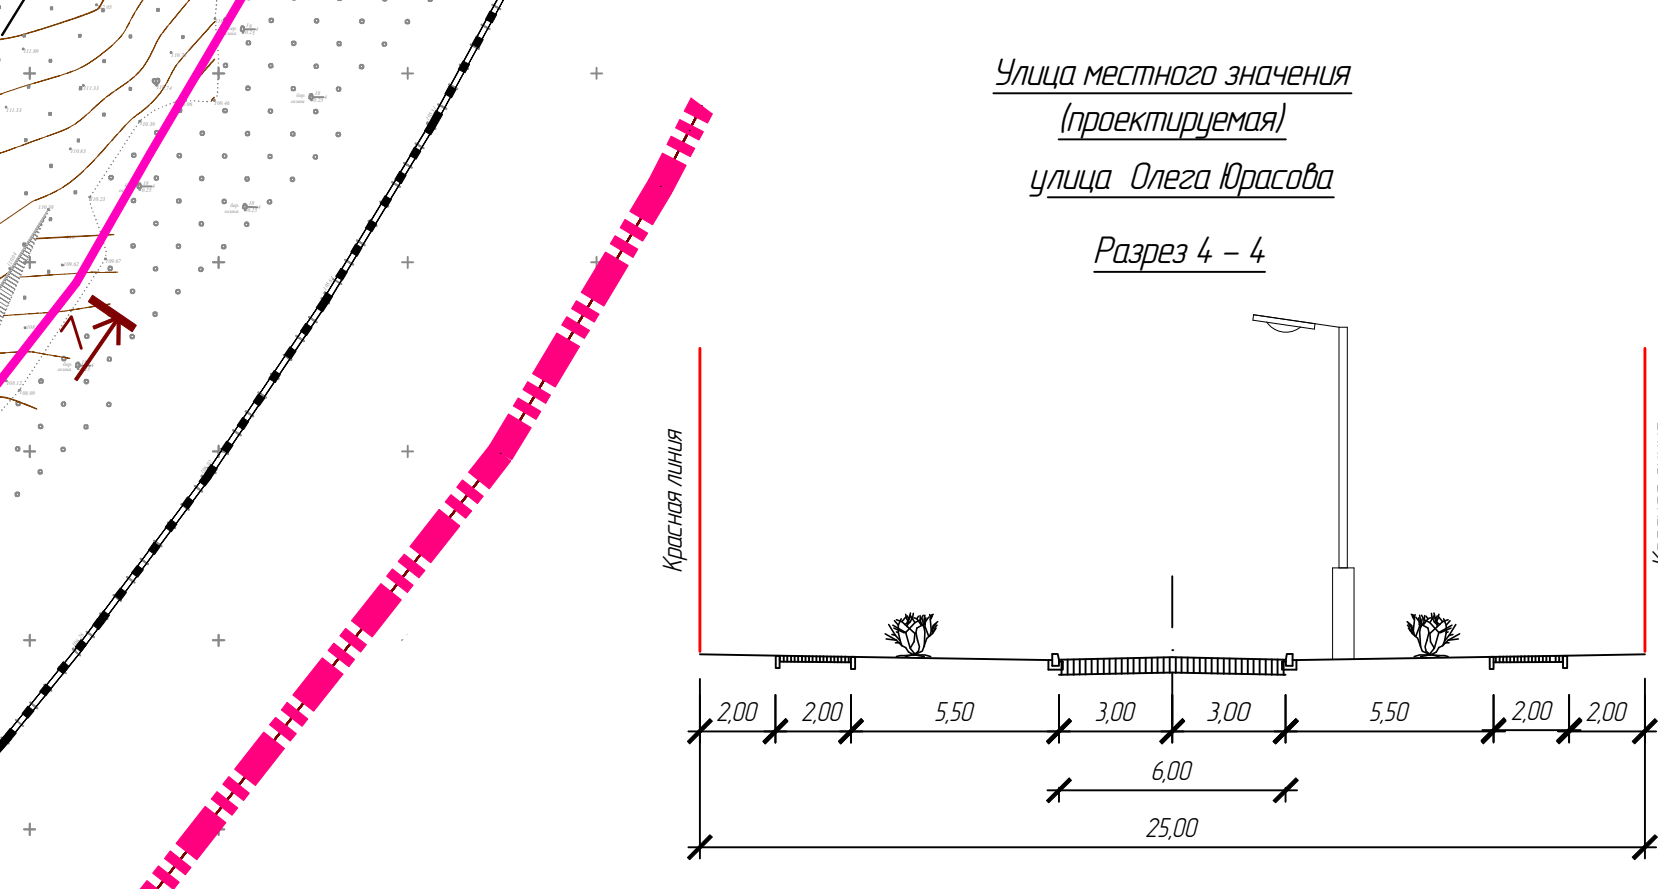 Улица местного значения
(проектируемая)
улица Олега Юрасова
Разрез 4 – 4
Красная линия
2,00 2,00 5,50 3,00 3,00 5,50 2,00 2,00
6,00
25,00